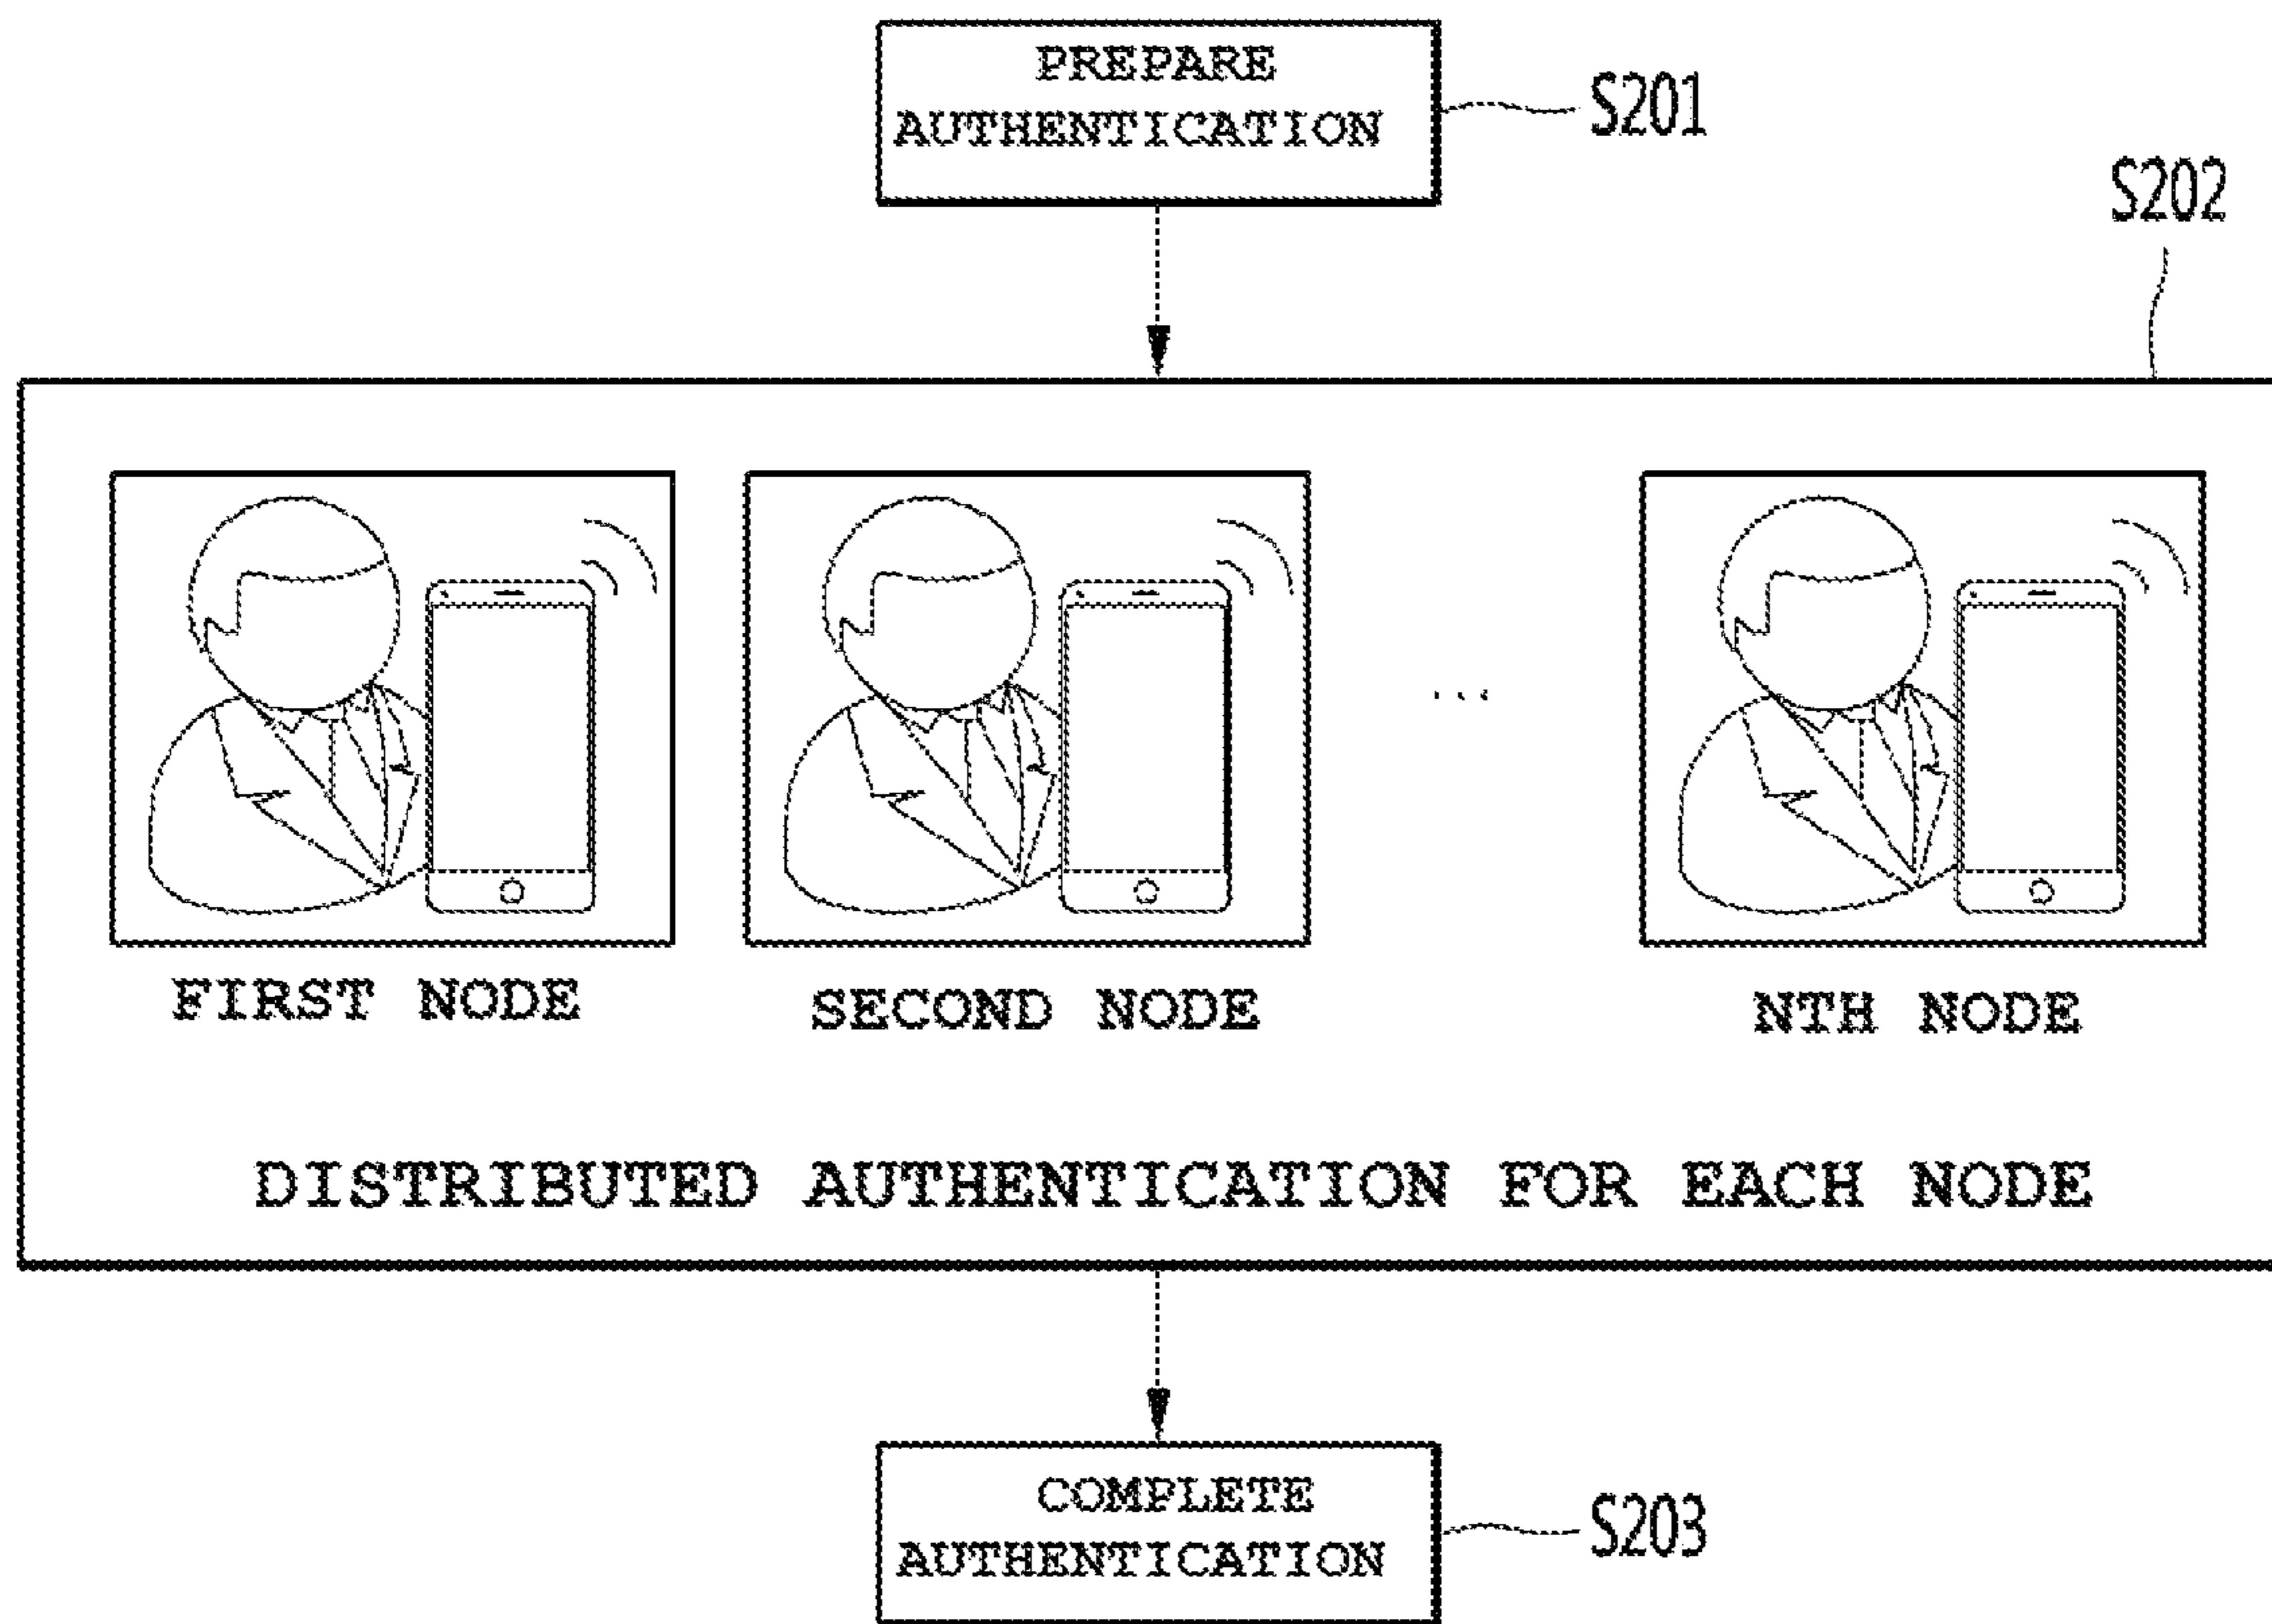 PREPARE
AUTHENTICATION
S201
S202
...
FIRST NODE
SECOND NODE
NTH NODE
DISTRIBUTED AUTHENTICATION FOR EACH NODE
COMPLETE
AUTHENTICATION
S203